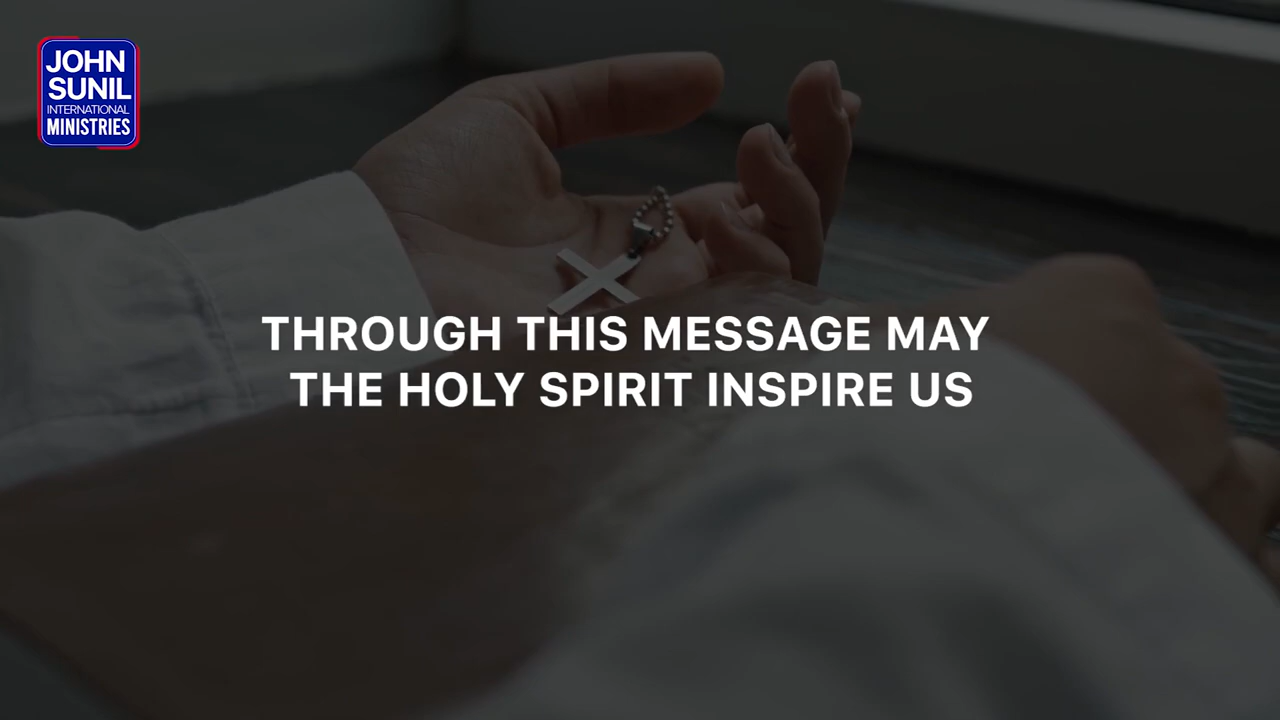 JOHN
SUNIL
INTERNATIONAL
MINISTRIES
THROUGH THIS MESSAGE MAY
THE HOLY SPIRIT INSPIRE US